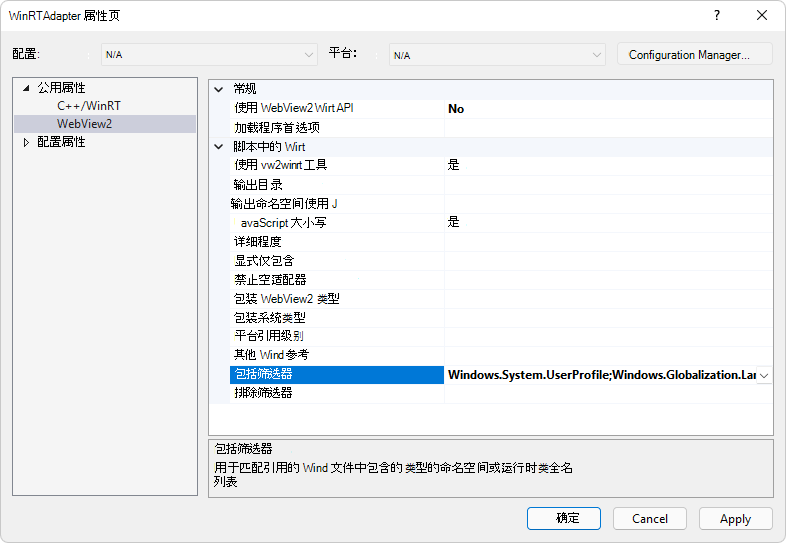 WinRTAdapter 属性页
配置: N/A 平台: N/A Configuration Manager...
公用属性
C++/WinRT
WebView2
配置属性
常规
使用 WebView2 Wirt API No
加载程序首选项
脚本中的 Wirt
使用 vw2winrt 工具 是
输出目录
输出命名空间使用 J
avaScript 大小写 是
详细程度
显式仅包含
禁止空适配器
包装 WebView2 类型
包装系统类型
平台引用级别
其他 Wind 参考
包括筛选器 Windows.System.UserProfile;Windows.Globalization.Lar
排除筛选器
包括筛选器
用于匹配引用的 Wind 文件中包含的 类型的命名空间或运行时类全名
列表
确定 Cancel Apply